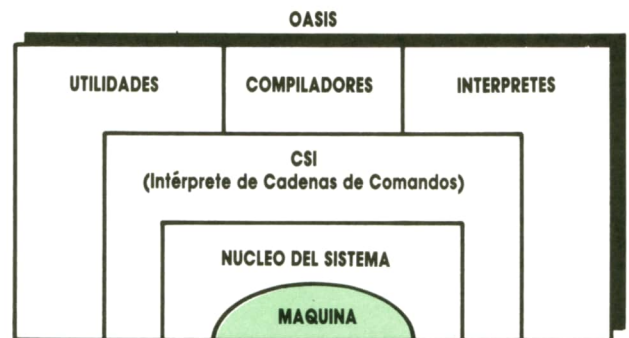 OASIS
UTILIDADES
COMPILADORES
INTERPRETES
CSI
(Intérprete de Cadenas de Comandos)
NUCLEO DEL SISTEMA
MAQUINA